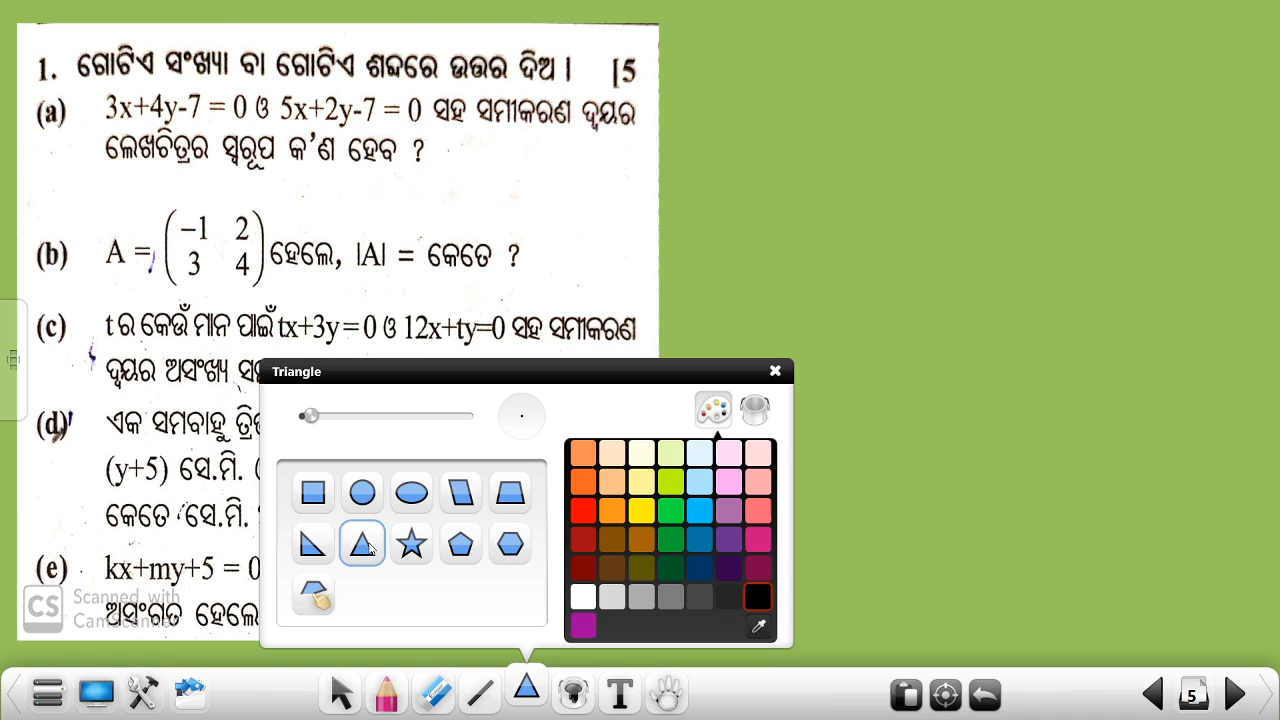 1. ଗୋଟିଏ ସଂଖ୍ୟା ବା ଗୋଟିଏ ଶବ୍ଦରେ ଉତ୍ତର ଦିଅ । [5
(a) 3x+4y-7 = 0 ଓ 5x+2y-7 = 0 ସହ ସମୀକରଣ ଦ୍ୱୟର
ଲେଖଚିତ୍ରର ସ୍ୱରୂପ କ'ଣ ହେବ ?
(b) A = (−1 2
3 4) ହେଲେ, |A| = କେତେ ?
(c) t ର କେଉଁ ମାନ ପାଇଁ tx+3y=0 ଓ 12x+ty=0 ସହ ସମୀକରଣ
ଦ୍ୱୟର ଅସଂଖ୍ୟ
Triangle
(d) ଏକ ସମବାହୁ
(y+5) ସେ.ମି.
କେତେ ସେ.ମି.
(e) kx+my+5 = 0
ଅସଂଗତ ହେଲେ
CS Scanned with
CamScanner
T
5